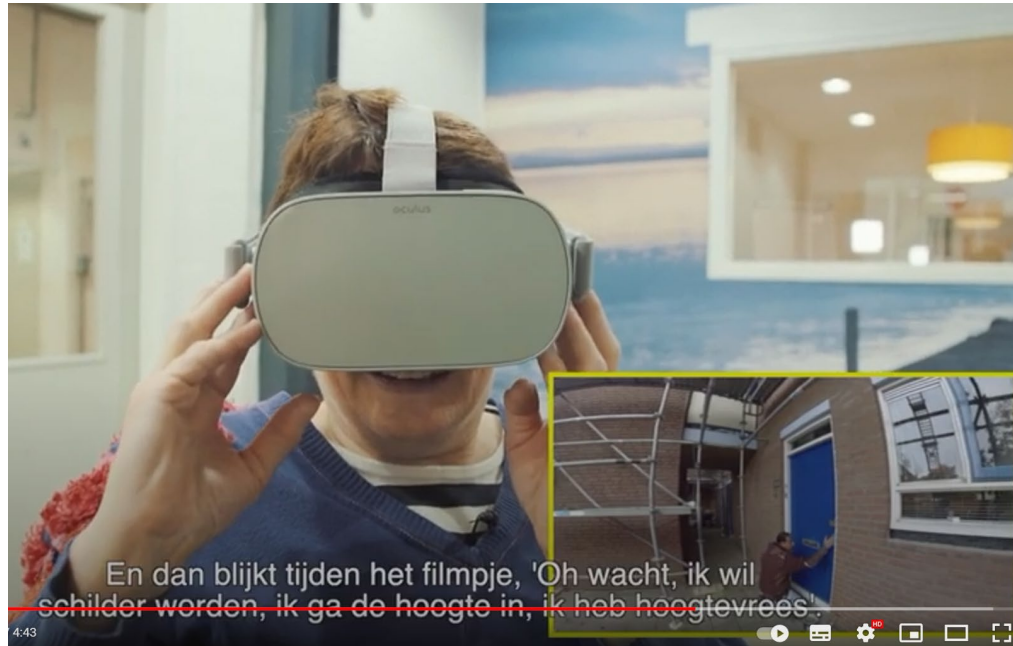 oculus
En dan blijkt tijden het filmpje, 'Oh wacht, ik wil
schilder worden, ik ga de hoogte in, ik heb hoogtevrees'.
/ 4:43
HD